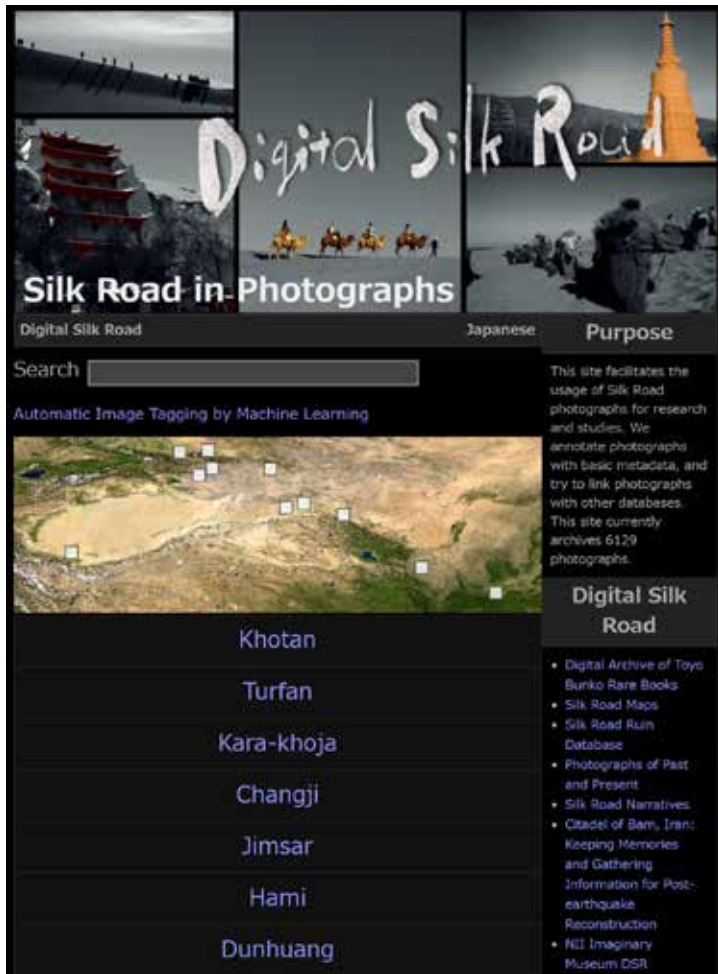 Digital Silk Road
Silk Road in Photographs
Digital Silk Road
Japanese
Search
Automatic Image Tagging by Machine Learning
Khotan
Turfan
Kara-khoja
Changji
Jimsar
Hami
Dunhuang
Purpose
This site facilitates the
usage of Silk Road
photographs for research
and studies. We
annotate photographs
with basic metadata, and
try to link photographs
with other databases.
This site currently
archives 6129
photographs.
Digital Silk
Road
• Digital Archive of Toyo
Bunko Rare Books
• Silk Road Maps
• Silk Road Ruin
Database
• Photographs of Past
and Present
• Silk Road Narratives
• Citadel of Bam, Iran:
Keeping Memories
and Gathering
Information for Post-
earthquake
Reconstruction
• NII Imaginary
Museum DSR